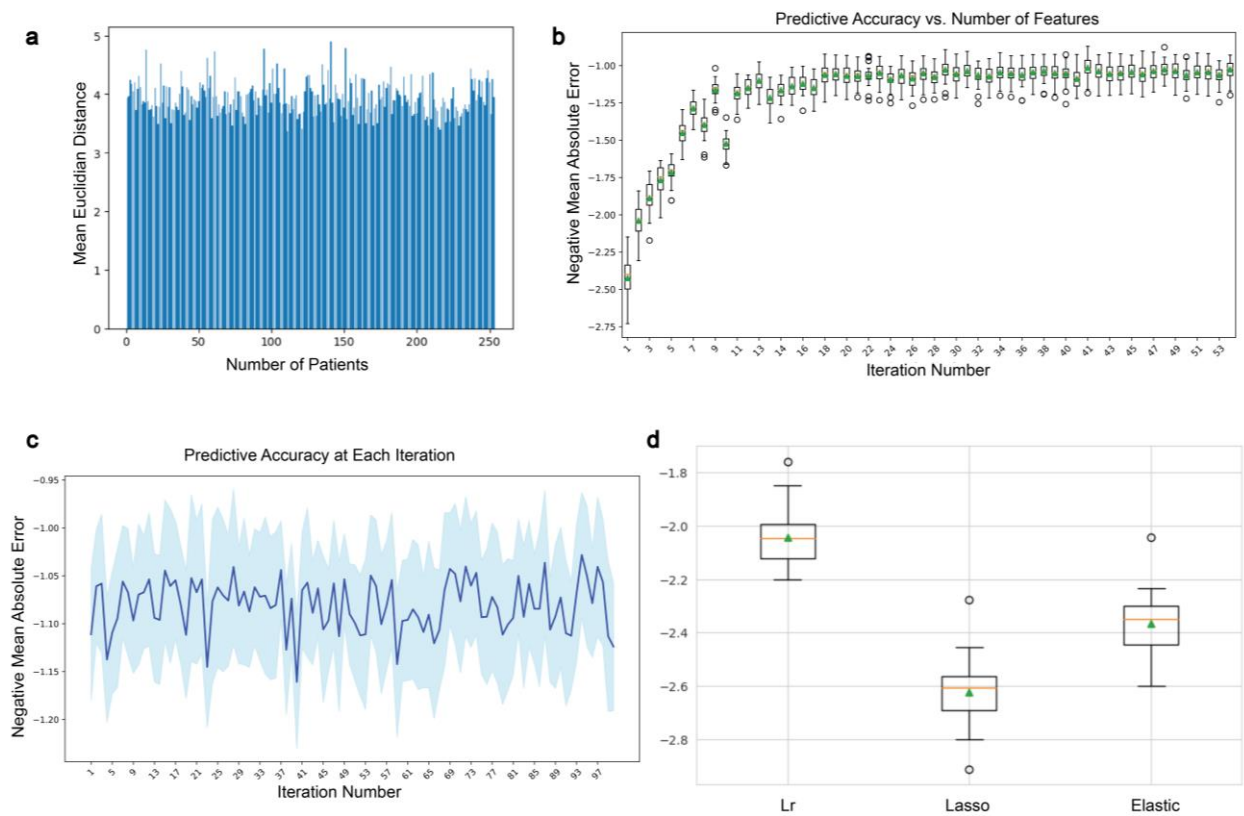 a
Mean Euclidian Distance
5
4
3
2
1
0
0 50 100 150 200 250
Number of Patients
b
Predictive Accuracy vs. Number of Features
Negative Mean Absolute Error
−1.00
−1.25
−1.50
−1.75
−2.00
−2.25
−2.50
−2.75
1 3 5 7 9 11 13 14 16 18 20 22 24 26 28 29 30 32 34 36 38 40 41 43 45 47 49 51 53
Iteration Number
c
Predictive Accuracy at Each Iteration
Negative Mean Absolute Error
−0.95
−1.00
−1.05
−1.10
−1.15
−1.20
1 5 9 13 17 21 25 29 33 37 41 45 49 53 57 61 65 69 73 77 81 85 89 93 97
Iteration Number
d
−1.8
−2.0
−2.2
−2.4
−2.6
−2.8
Lr Lasso Elastic